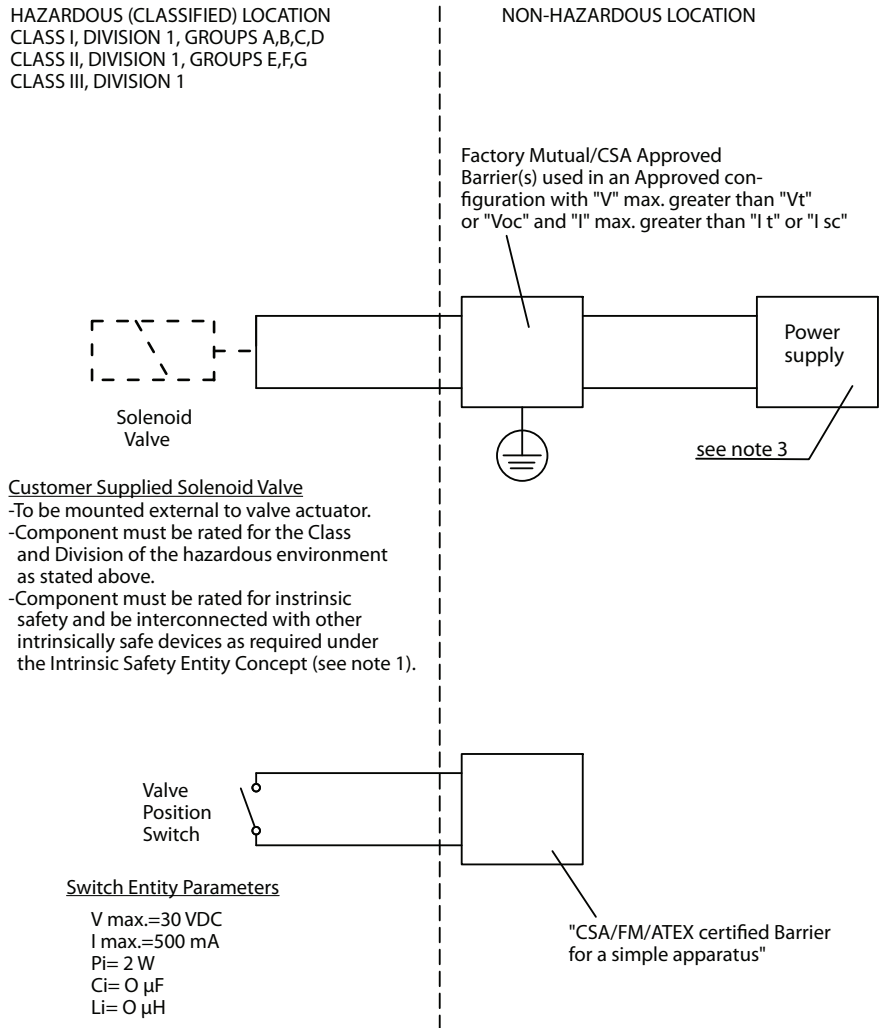 HAZARDOUS (CLASSIFIED) LOCATION
CLASS I, DIVISION 1, GROUPS A,B,C,D
CLASS II, DIVISION 1, GROUPS E,F,G
CLASS III, DIVISION 1
NON-HAZARDOUS LOCATION
Factory Mutual/CSA Approved
Barrier(s) used in an Approved con-
figuration with "V" max. greater than "Vt"
or "Voc" and "I" max. greater than "I t" or "I sc"
Power
supply
see note 3
Solenoid
Valve
Customer Supplied Solenoid Valve
-To be mounted external to valve actuator.
-Component must be rated for the Class
and Division of the hazardous environment
as stated above.
-Component must be rated for instrinsic
safety and be interconnected with other
intrinsically safe devices as required under
the Intrinsic Safety Entity Concept (see note 1).
Valve
Position
Switch
Switch Entity Parameters
V max.=30 VDC
I max.=500 mA
Pi= 2 W
Ci= O µF
Li= O µH
"CSA/FM/ATEX certified Barrier
for a simple apparatus"